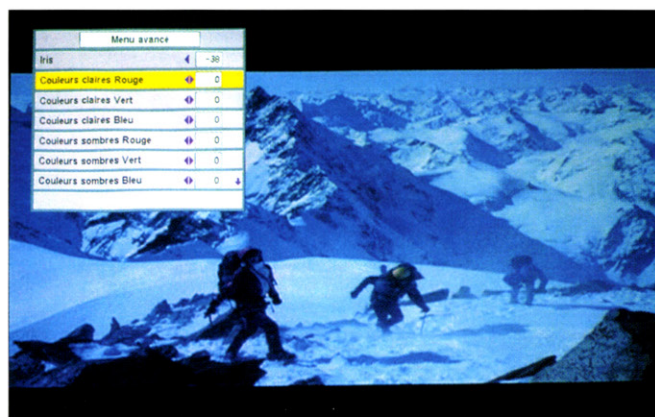 Menu avance
Iris -38
Couleurs claires Rouge 0
Couleurs claires Vert 0
Couleurs claires Bleu 0
Couleurs sombres Rouge 0
Couleurs sombres Vert 0
Couleurs sombres Bleu 0